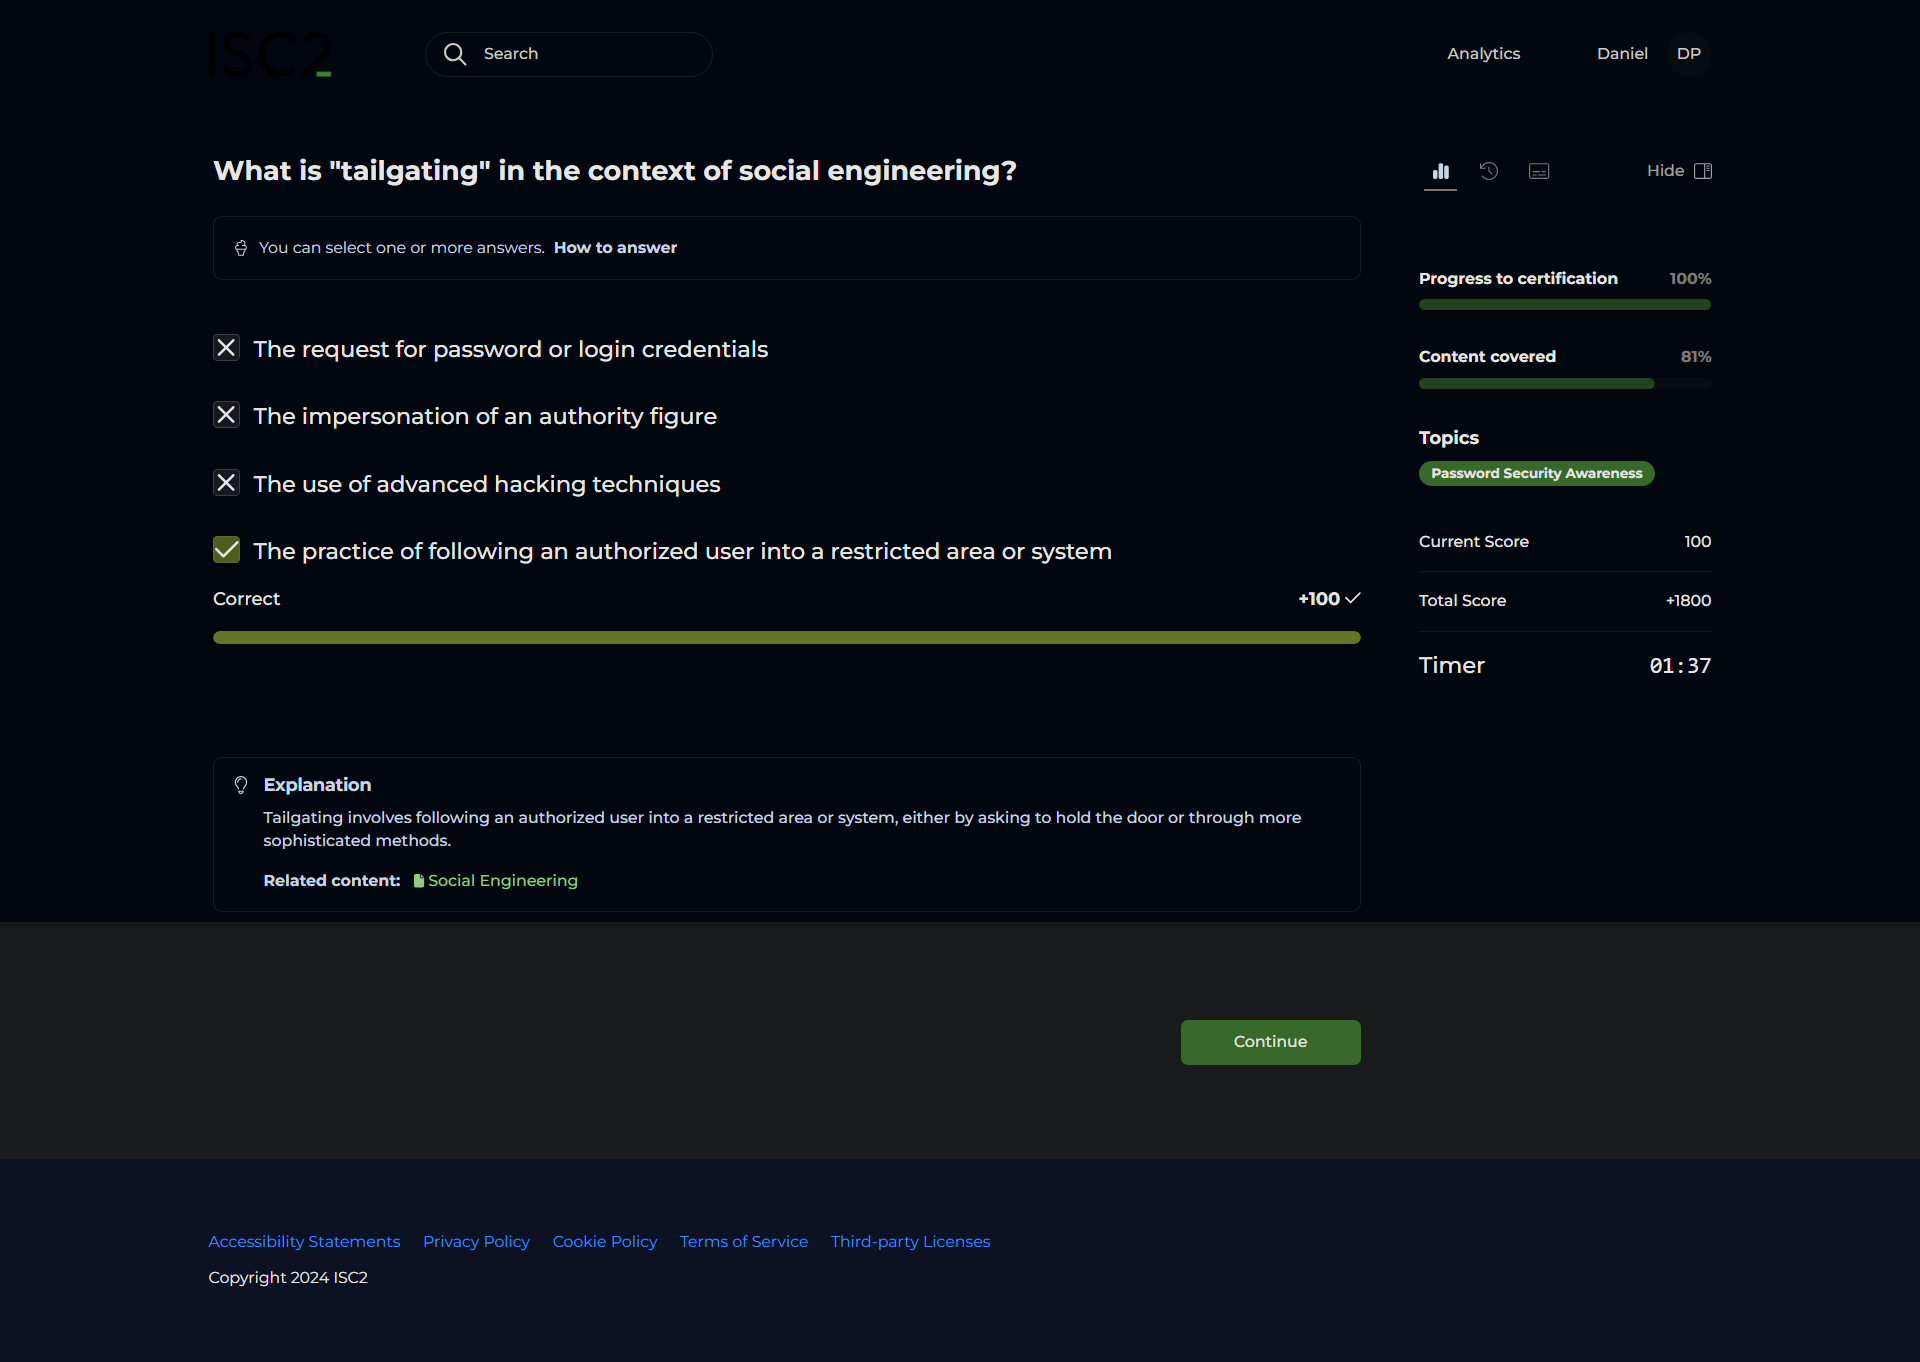 ISC2
Search
Analytics
Daniel
DP
What is "tailgating" in the context of social engineering?
You can select one or more answers. How to answer
The request for password or login credentials
The impersonation of an authority figure
The use of advanced hacking techniques
The practice of following an authorized user into a restricted area or system
Correct
+100
Explanation
Tailgating involves following an authorized user into a restricted area or system, either by asking to hold the door or through more
sophisticated methods.
Related content: Social Engineering
Hide
Progress to certification 100%
Content covered 81%
Topics
Password Security Awareness
Current Score 100
Total Score +1800
Timer 01:37
Continue
Accessibility Statements Privacy Policy Cookie Policy Terms of Service Third-party Licenses
Copyright 2024 ISC2